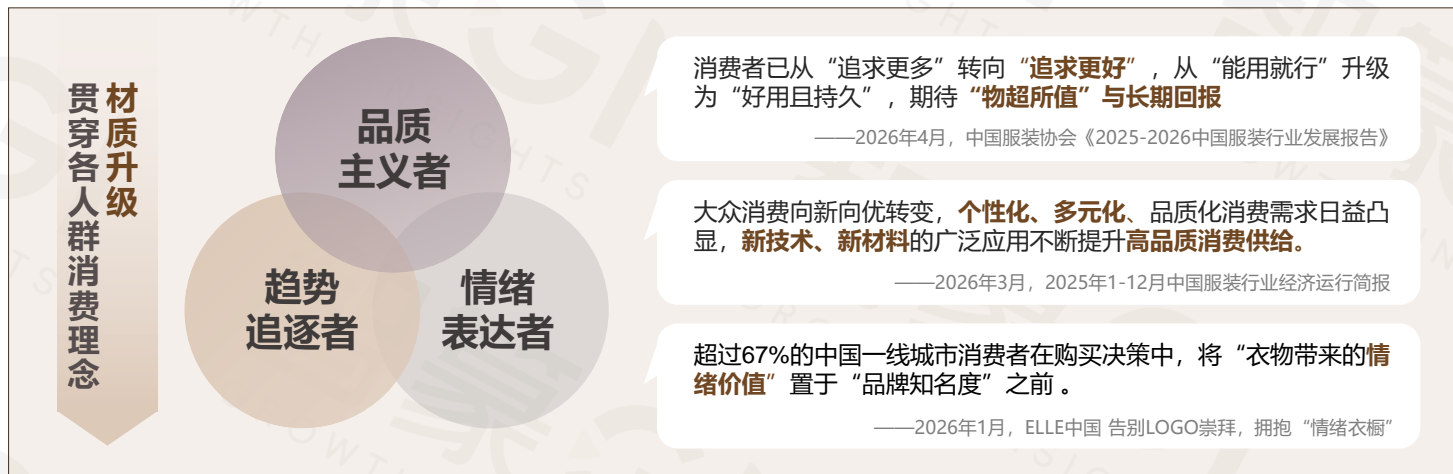 材质升级
贯穿各人群消费理念
品质
主义者
趋势
追逐者
情绪
表达者
消费者已从“追求更多”转向“追求更好”，从“能用就行”升级
为“好用且持久”，期待“物超所值”与长期回报
——2026年4月，中国服装协会《2025-2026中国服装行业发展报告》
大众消费向新向优转变，个性化、多元化、品质化消费需求日益凸
显，新技术、新材料的广泛应用不断提升高品质消费供给。
——2026年3月，2025年1-12月中国服装行业经济运行简报
超过67%的中国一线城市消费者在购买决策中，将“衣物带来的情
绪价值”置于“品牌知名度”之前 。
——2026年1月，ELLE中国 告别LOGO崇拜，拥抱“情绪衣橱”